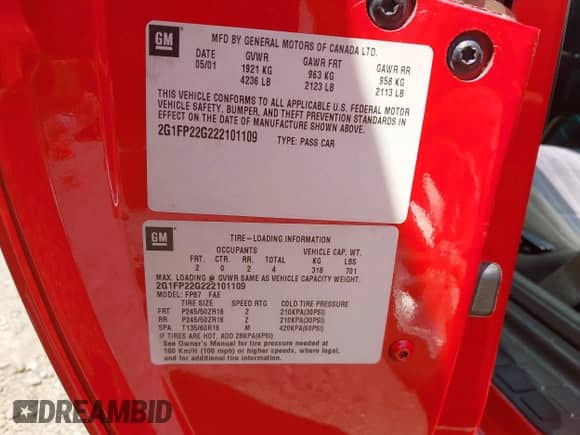 GM
MFD BY GENERAL MOTORS OF CANADA LTD.
DATE GVWR GAWR FRT GAWR RR
05/01 1921 KG 963 KG 958 KG
4236 LB 2123 LB 2113 LB
THIS VEHICLE CONFORMS TO ALL APPLICABLE U.S. FEDERAL MOTOR
VEHICLE SAFETY, BUMPER, AND THEFT PREVENTION STANDARDS IN
EFFECT ON THE DATE OF MANUFACTURE SHOWN ABOVE.
2G1FP22G222101109 TYPE: PASS CAR
GM
TIRE-LOADING INFORMATION
OCCUPANTS VEHICLE CAP. WT.
FRT. CTR. RR. TOTAL KG LBS
2 0 2 4 318 701
MAX. LOADING @ GVWR SAME AS VEHICLE CAPACITY WEIGHT.
2G1FP22G222101109
MODEL: FP87 FAE
TIRE SIZE SPEED RTG COLD TIRE PRESSURE
FRT P245/50ZR16 Z 210KPA(30PSI)
RR P245/50ZR16 Z 210KPA(30PSI)
SPA T135/60R16 M 420KPA(60PSI)
IF TIRES ARE HOT, ADD 28KPA(4PSI)
See Owner's Manual for tire pressure needed at
160 Km/H (100 mph) or higher speeds, where legal,
and for additional tire information.
DREAMBID